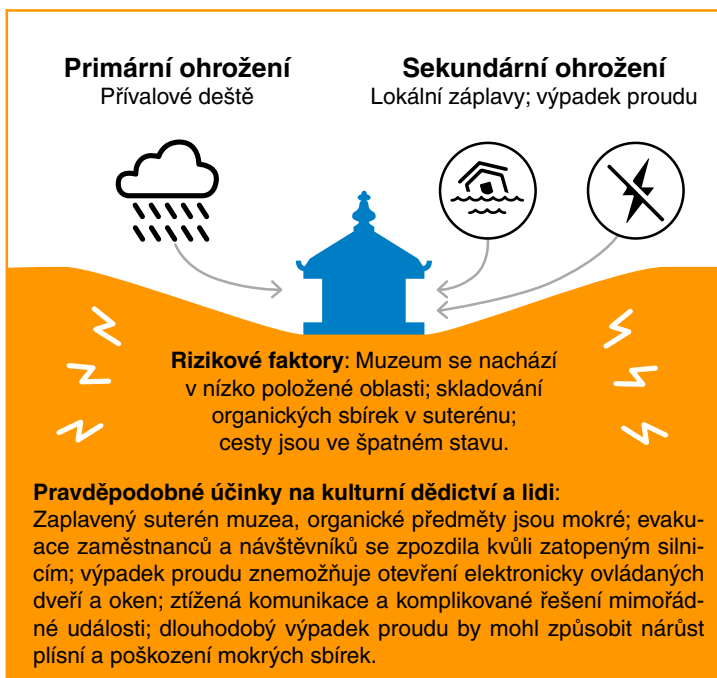 Primární ohrožení
Přívalové deště
Sekundární ohrožení
Lokální záplavy; výpadek proudu
Rizikové faktory: Muzeum se nachází
v nízko položené oblasti; skladování
organických sbírek v suterénu;
cesty jsou ve špatném stavu.
Pravděpodobné účinky na kulturní dědictví a lidi:
Zaplavený suterén muzea, organické předměty jsou mokré; evaku-
ace zaměstnanců a návštěvníků se zpozdila kvůli zatopeným silni-
cím; výpadek proudu znemožňuje otevření elektronicky ovládaných
dveří a oken; ztížená komunikace a komplikované řešení mimořád-
né události; dlouhodobý výpadek proudu by mohl způsobit nárůst
plísní a poškození mokrých sbírek.